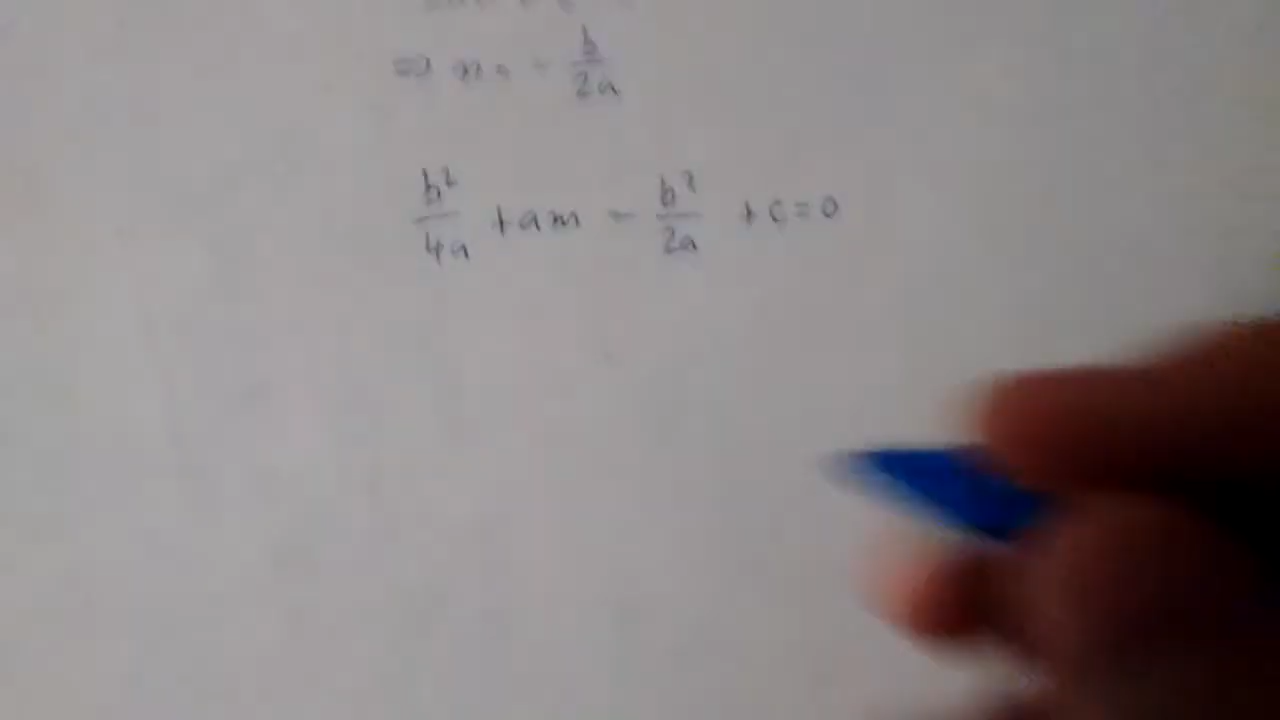 b/2a
b²/4a + am - b²/2a + c = 0